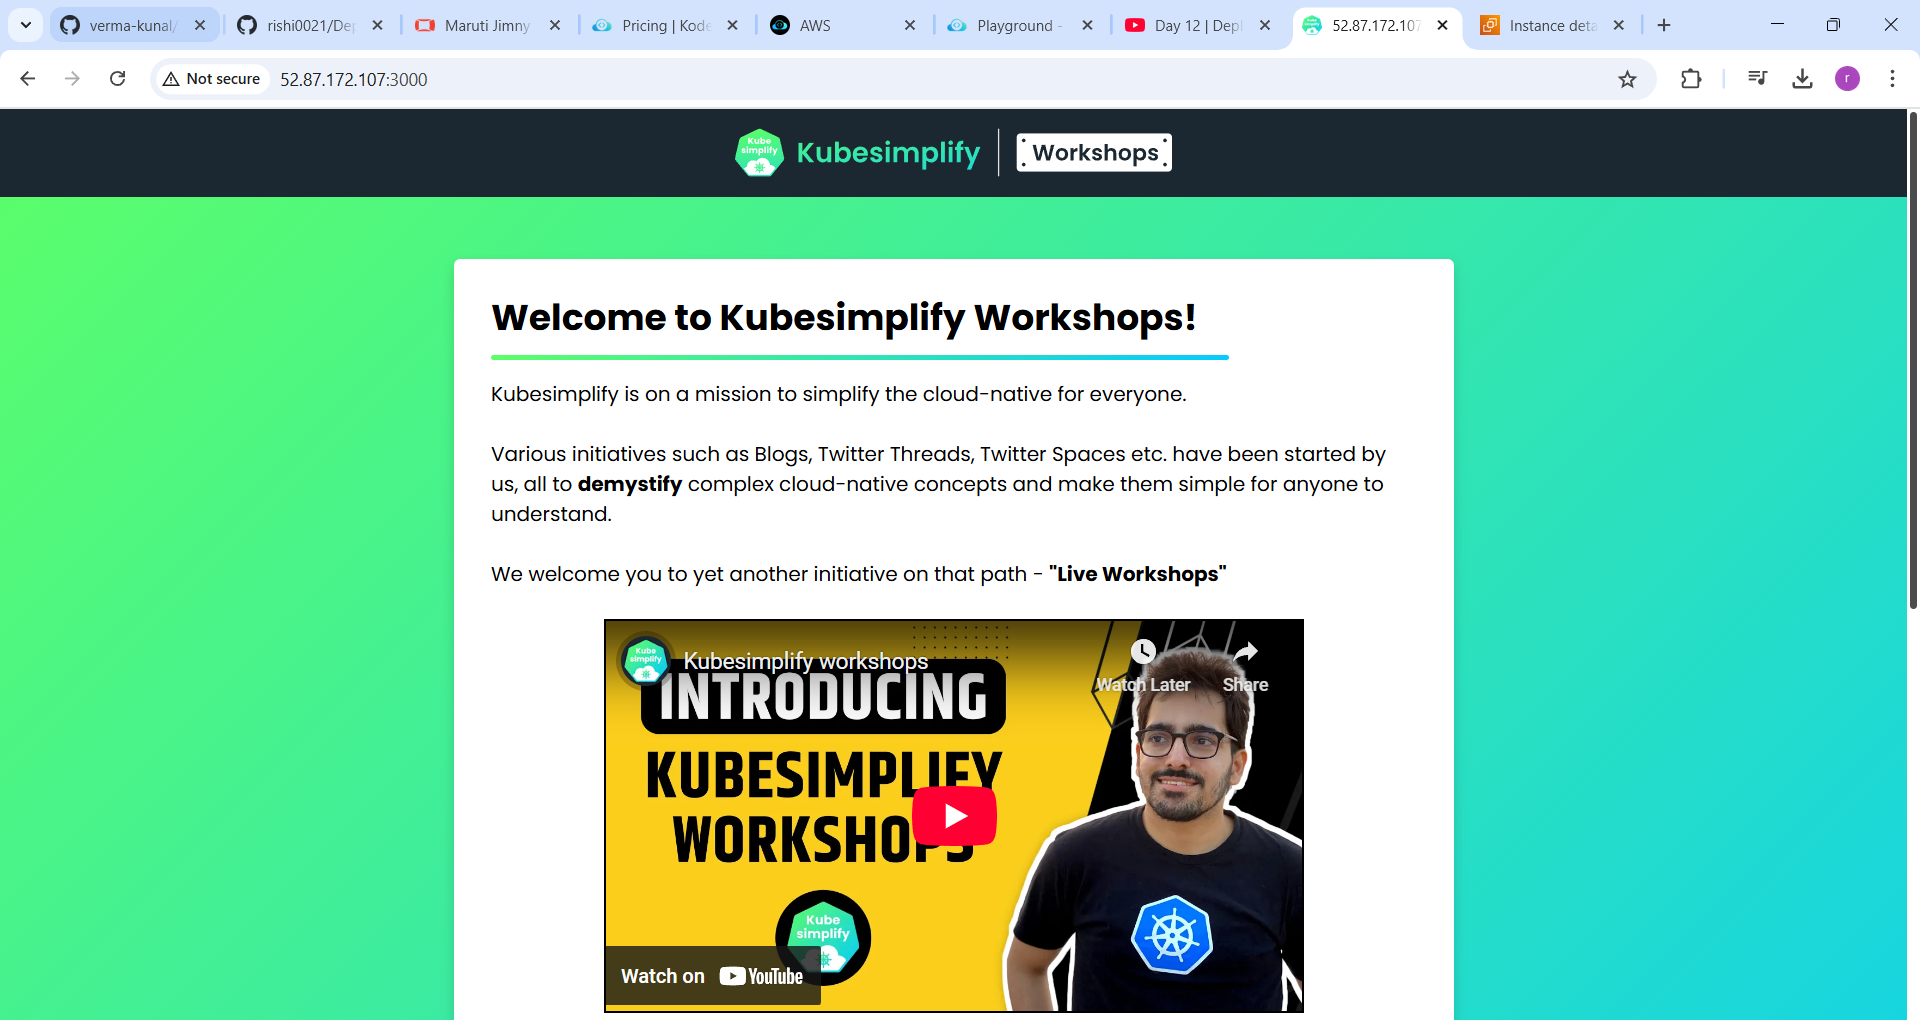 verma-kunal/
rishi0021/Dep
Maruti Jimny
Pricing | Kode
AWS
Playground -
Day 12 | Depl
52.87.172.107
Instance deta
Not secure
52.87.172.107:3000
r
Kube
simplify
Kubesimplify
Workshops
Welcome to Kubesimplify Workshops!
Kubesimplify is on a mission to simplify the cloud-native for everyone.
Various initiatives such as Blogs, Twitter Threads, Twitter Spaces etc. have been started by
us, all to demystify complex cloud-native concepts and make them simple for anyone to
understand.
We welcome you to yet another initiative on that path - "Live Workshops"
Kube
simplify
Kubesimplify workshops
Watch Later
Share
INTRODUCING
KUBESIMPLIFY
WORKSHOPS
Kube
simplify
Watch on
YouTube